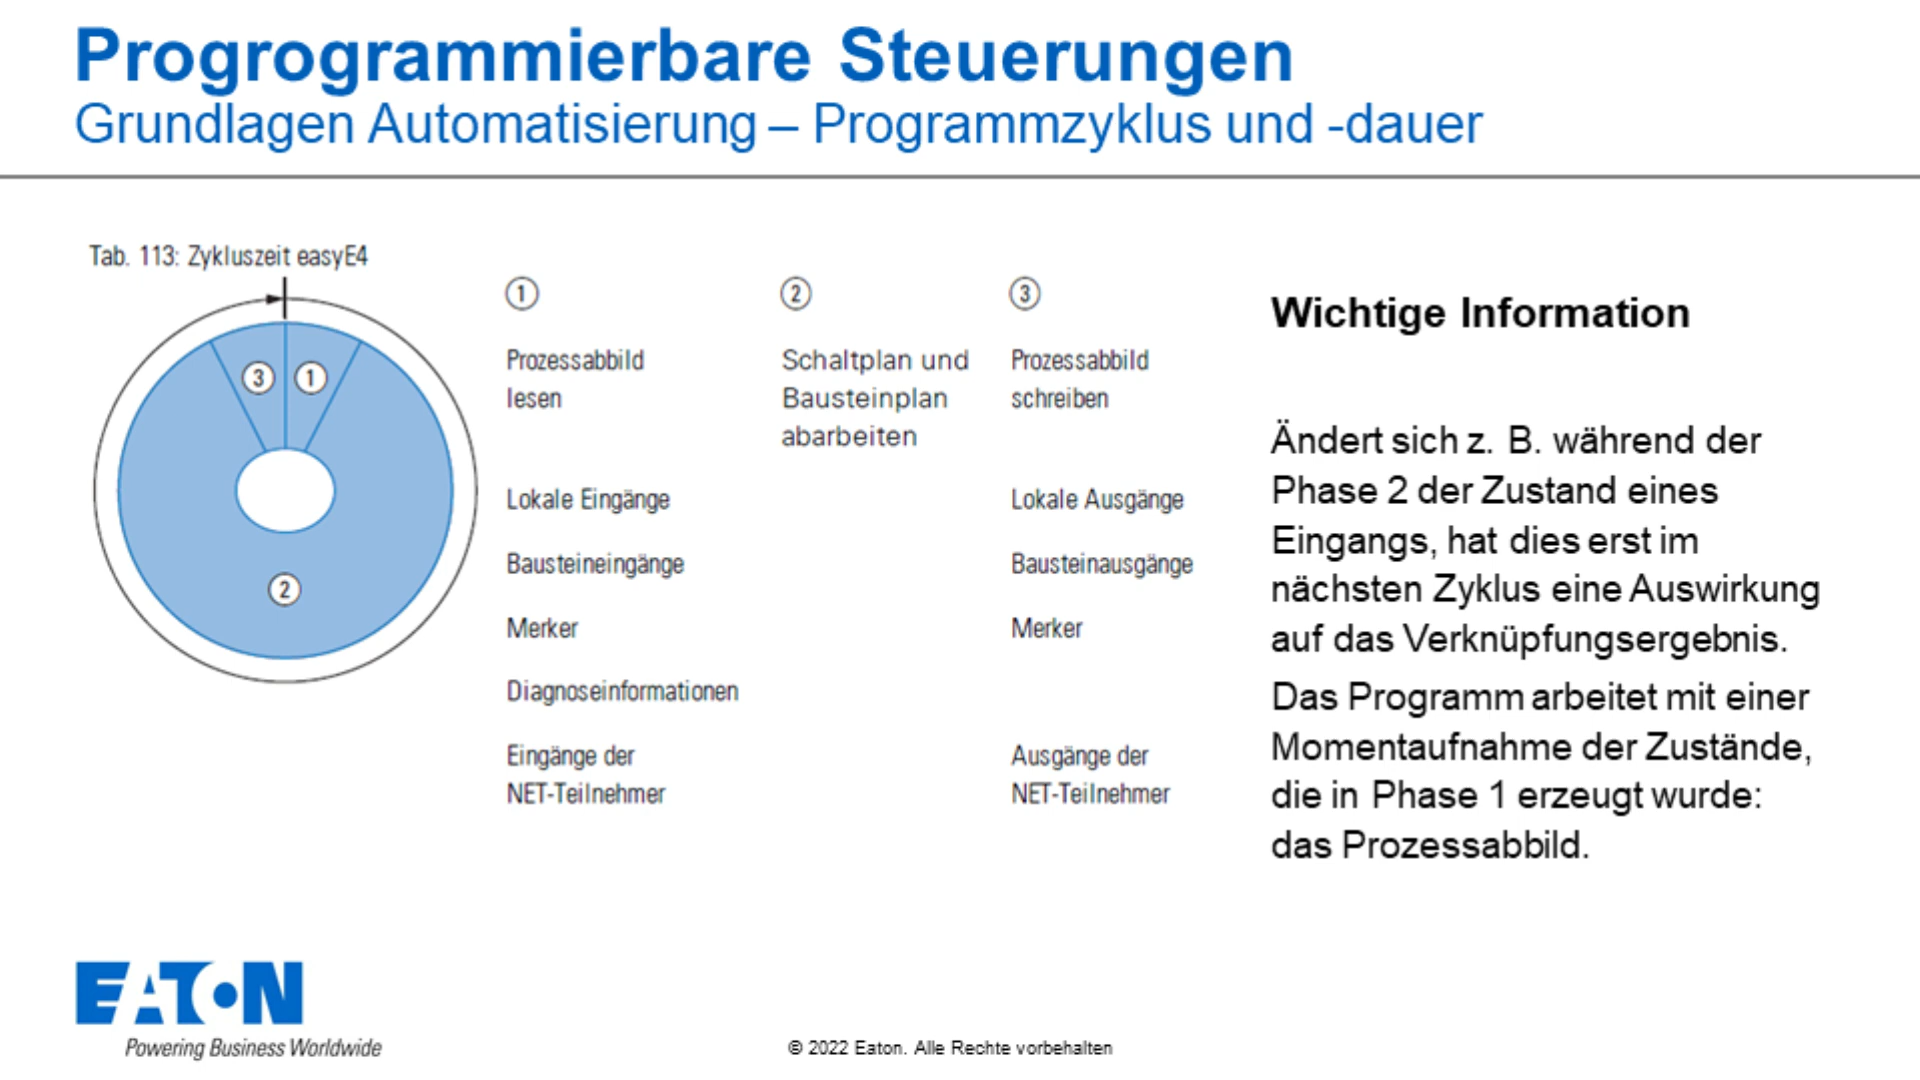 Progrogrammierbare Steuerungen
Grundlagen Automatisierung – Programmzyklus und -dauer
Tab. 113: Zykluszeit easyE4
3
1
2
1
Prozessabbild
lesen
Lokale Eingänge
Bausteineingänge
Merker
Diagnoseinformationen
Eingänge der
NET-Teilnehmer
2
Schaltplan und
Bausteinplan
abarbeiten
3
Prozessabbild
schreiben
Lokale Ausgänge
Bausteinausgänge
Merker
Ausgänge der
NET-Teilnehmer
Wichtige Information
Ändert sich z. B. während der
Phase 2 der Zustand eines
Eingangs, hat dies erst im
nächsten Zyklus eine Auswirkung
auf das Verknüpfungsergebnis.
Das Programm arbeitet mit einer
Momentaufnahme der Zustände,
die in Phase 1 erzeugt wurde:
das Prozessabbild.
EATON
Powering Business Worldwide
© 2022 Eaton. Alle Rechte vorbehalten